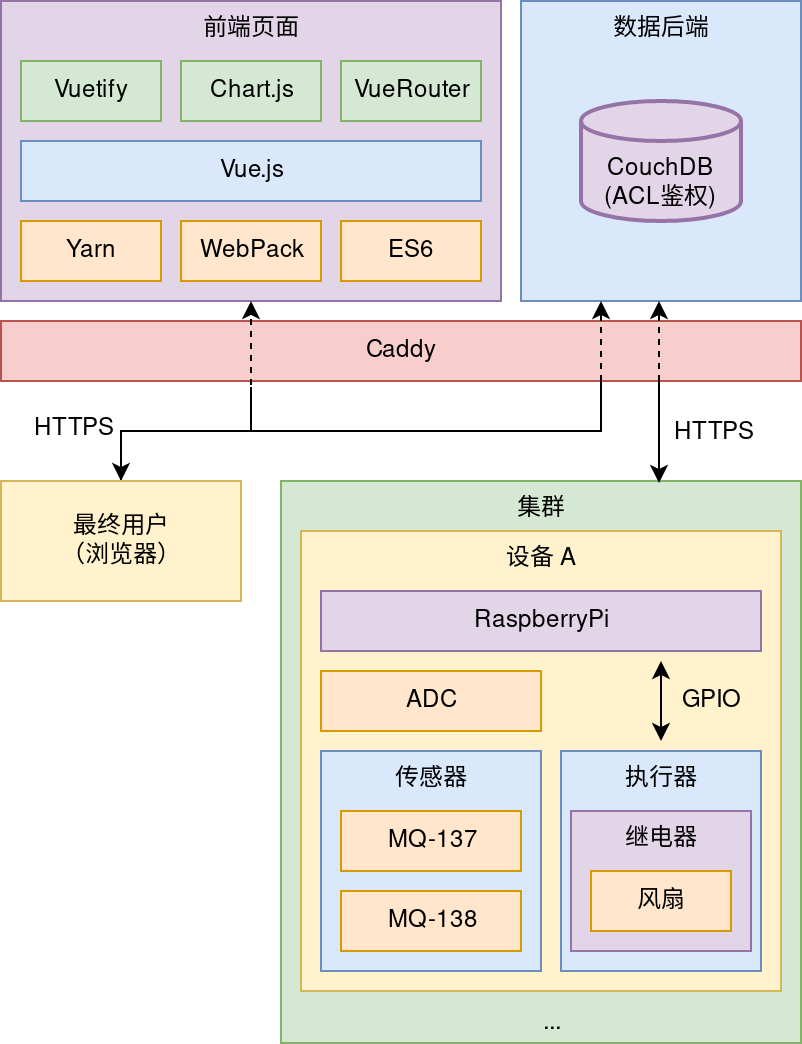 前端页面
Vuetify
Chart.js
VueRouter
Vue.js
Yarn
WebPack
ES6
数据后端
CouchDB
(ACL鉴权)
Caddy
HTTPS
HTTPS
最终用户
（浏览器）
集群
设备 A
RaspberryPi
ADC
GPIO
传感器
MQ-137
MQ-138
执行器
继电器
风扇
...